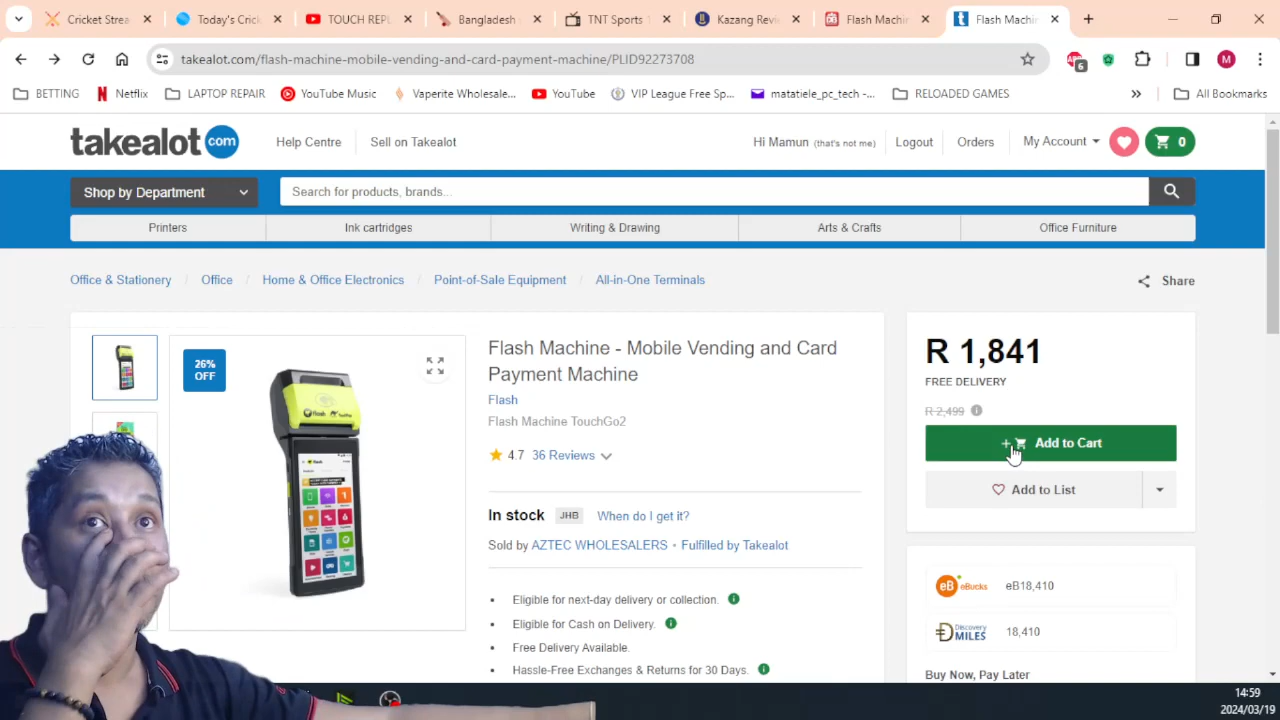 Cricket Strea
Today's Crick
TOUCH REPL
Bangladesh v
TNT Sports 1
Kazang Revi
Flash Machin
Flash Machin
takealot.com/flash-machine-mobile-vending-and-card-payment-machine/PLID92273708
6
M
BETTING
Netflix
LAPTOP REPAIR
YouTube Music
Vaperite Wholesale...
YouTube
VIP League Free Sp...
matatiele_pc_tech -...
RELOADED GAMES
All Bookmarks
takealot com
Help Centre
Sell on Takealot
Hi Mamun (that's not me)
Logout
Orders
My Account
0
Shop by Department
Search for products, brands...
Printers
Ink cartridges
Writing & Drawing
Arts & Crafts
Office Furniture
Office & Stationery / Office / Home & Office Electronics / Point-of-Sale Equipment / All-in-One Terminals
Share
26%
OFF
Flash Machine - Mobile Vending and Card
Payment Machine
Flash
Flash Machine TouchGo2
4.7 36 Reviews
In stock JHB When do I get it?
Sold by AZTEC WHOLESALERS • Fulfilled by Takealot
• Eligible for next-day delivery or collection.
• Eligible for Cash on Delivery.
• Free Delivery Available.
• Hassle-Free Exchanges & Returns for 30 Days.
R 1,841
FREE DELIVERY
R 2,499
+ Add to Cart
Add to List
eB eBucks eB18,410
Discovery
MILES
18,410
Buy Now, Pay Later
14:59
2024/03/19